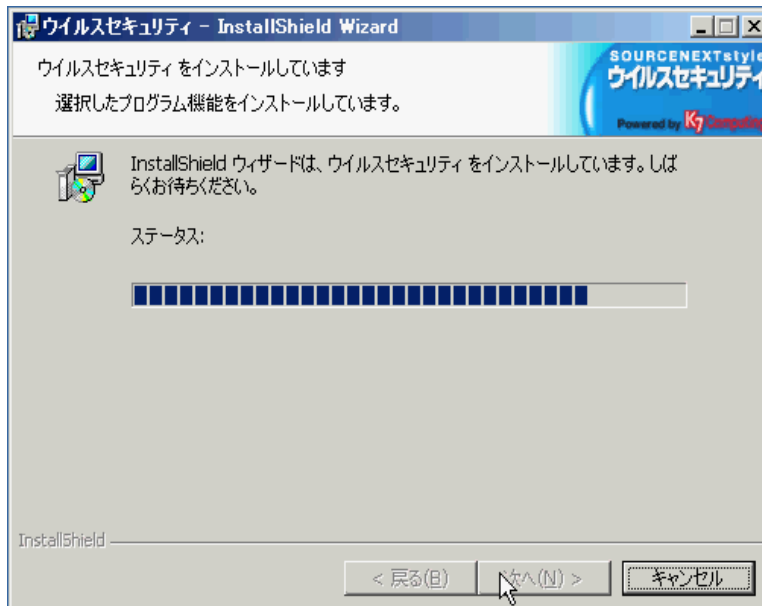 ウイルスセキュリティ - InstallShield Wizard
ウイルスセキュリティ をインストールしています
選択したプログラム機能をインストールしています。
SOURCENEXTstyle
ウイルスセキュリティ
Powered by K7 Computing
InstallShield ウィザードは、ウイルスセキュリティ をインストールしています。しば
らくお待ちください。
ステータス:
InstallShield
< 戻る(B)
次へ(N) >
キャンセル